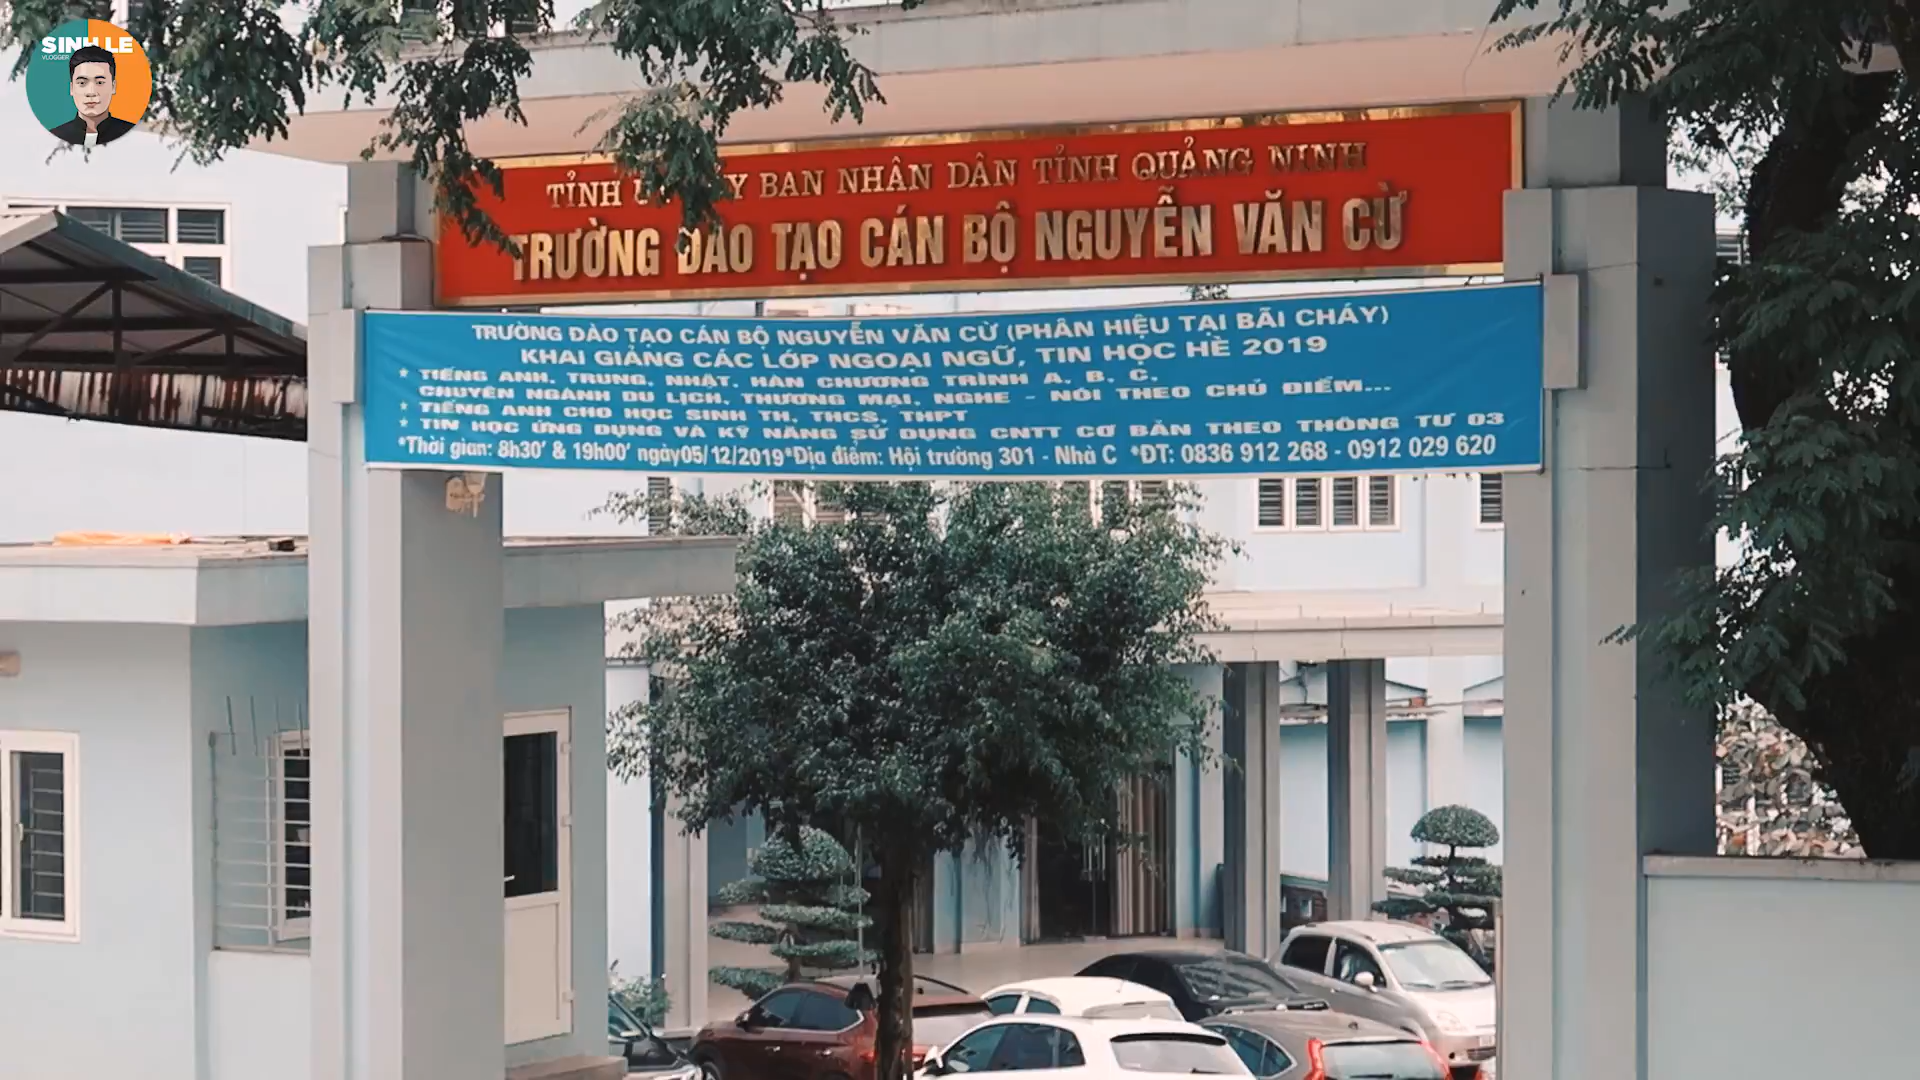 SINH LE
VLOGGER
TỈNH Y BAN NHÂN DÂN TỈNH QUẢNG NINH
TRƯỜNG ĐÀO TẠO CÁN BỘ NGUYỄN VĂN CỪ
TRƯỜNG ĐÀO TẠO CÁN BỘ NGUYỄN VĂN CỪ (PHÂN HIỆU TẠI BÃI CHÁY)
KHAI GIẢNG CÁC LỚP NGOẠI NGỮ, TIN HỌC HÈ 2019
* TIẾNG ANH, TRUNG, NHẬT, HÀN CHƯƠNG TRÌNH A, B, C,
CHUYÊN NGÀNH DU LỊCH, THƯƠNG MẠI, NGHE - NÓI THEO CHỦ ĐIỂM...
* TIẾNG ANH CHO HỌC SINH TH, THCS, THPT
* TIN HỌC ỨNG DỤNG VÀ KỸ NĂNG SỬ DỤNG CNTT CƠ BẢN THEO THÔNG TƯ 03
*Thời gian: 8h30' & 19h00' ngày05/12/2019*Địa điểm: Hội trường 301 - Nhà C *ĐT: 0836 912 268 - 0912 029 620